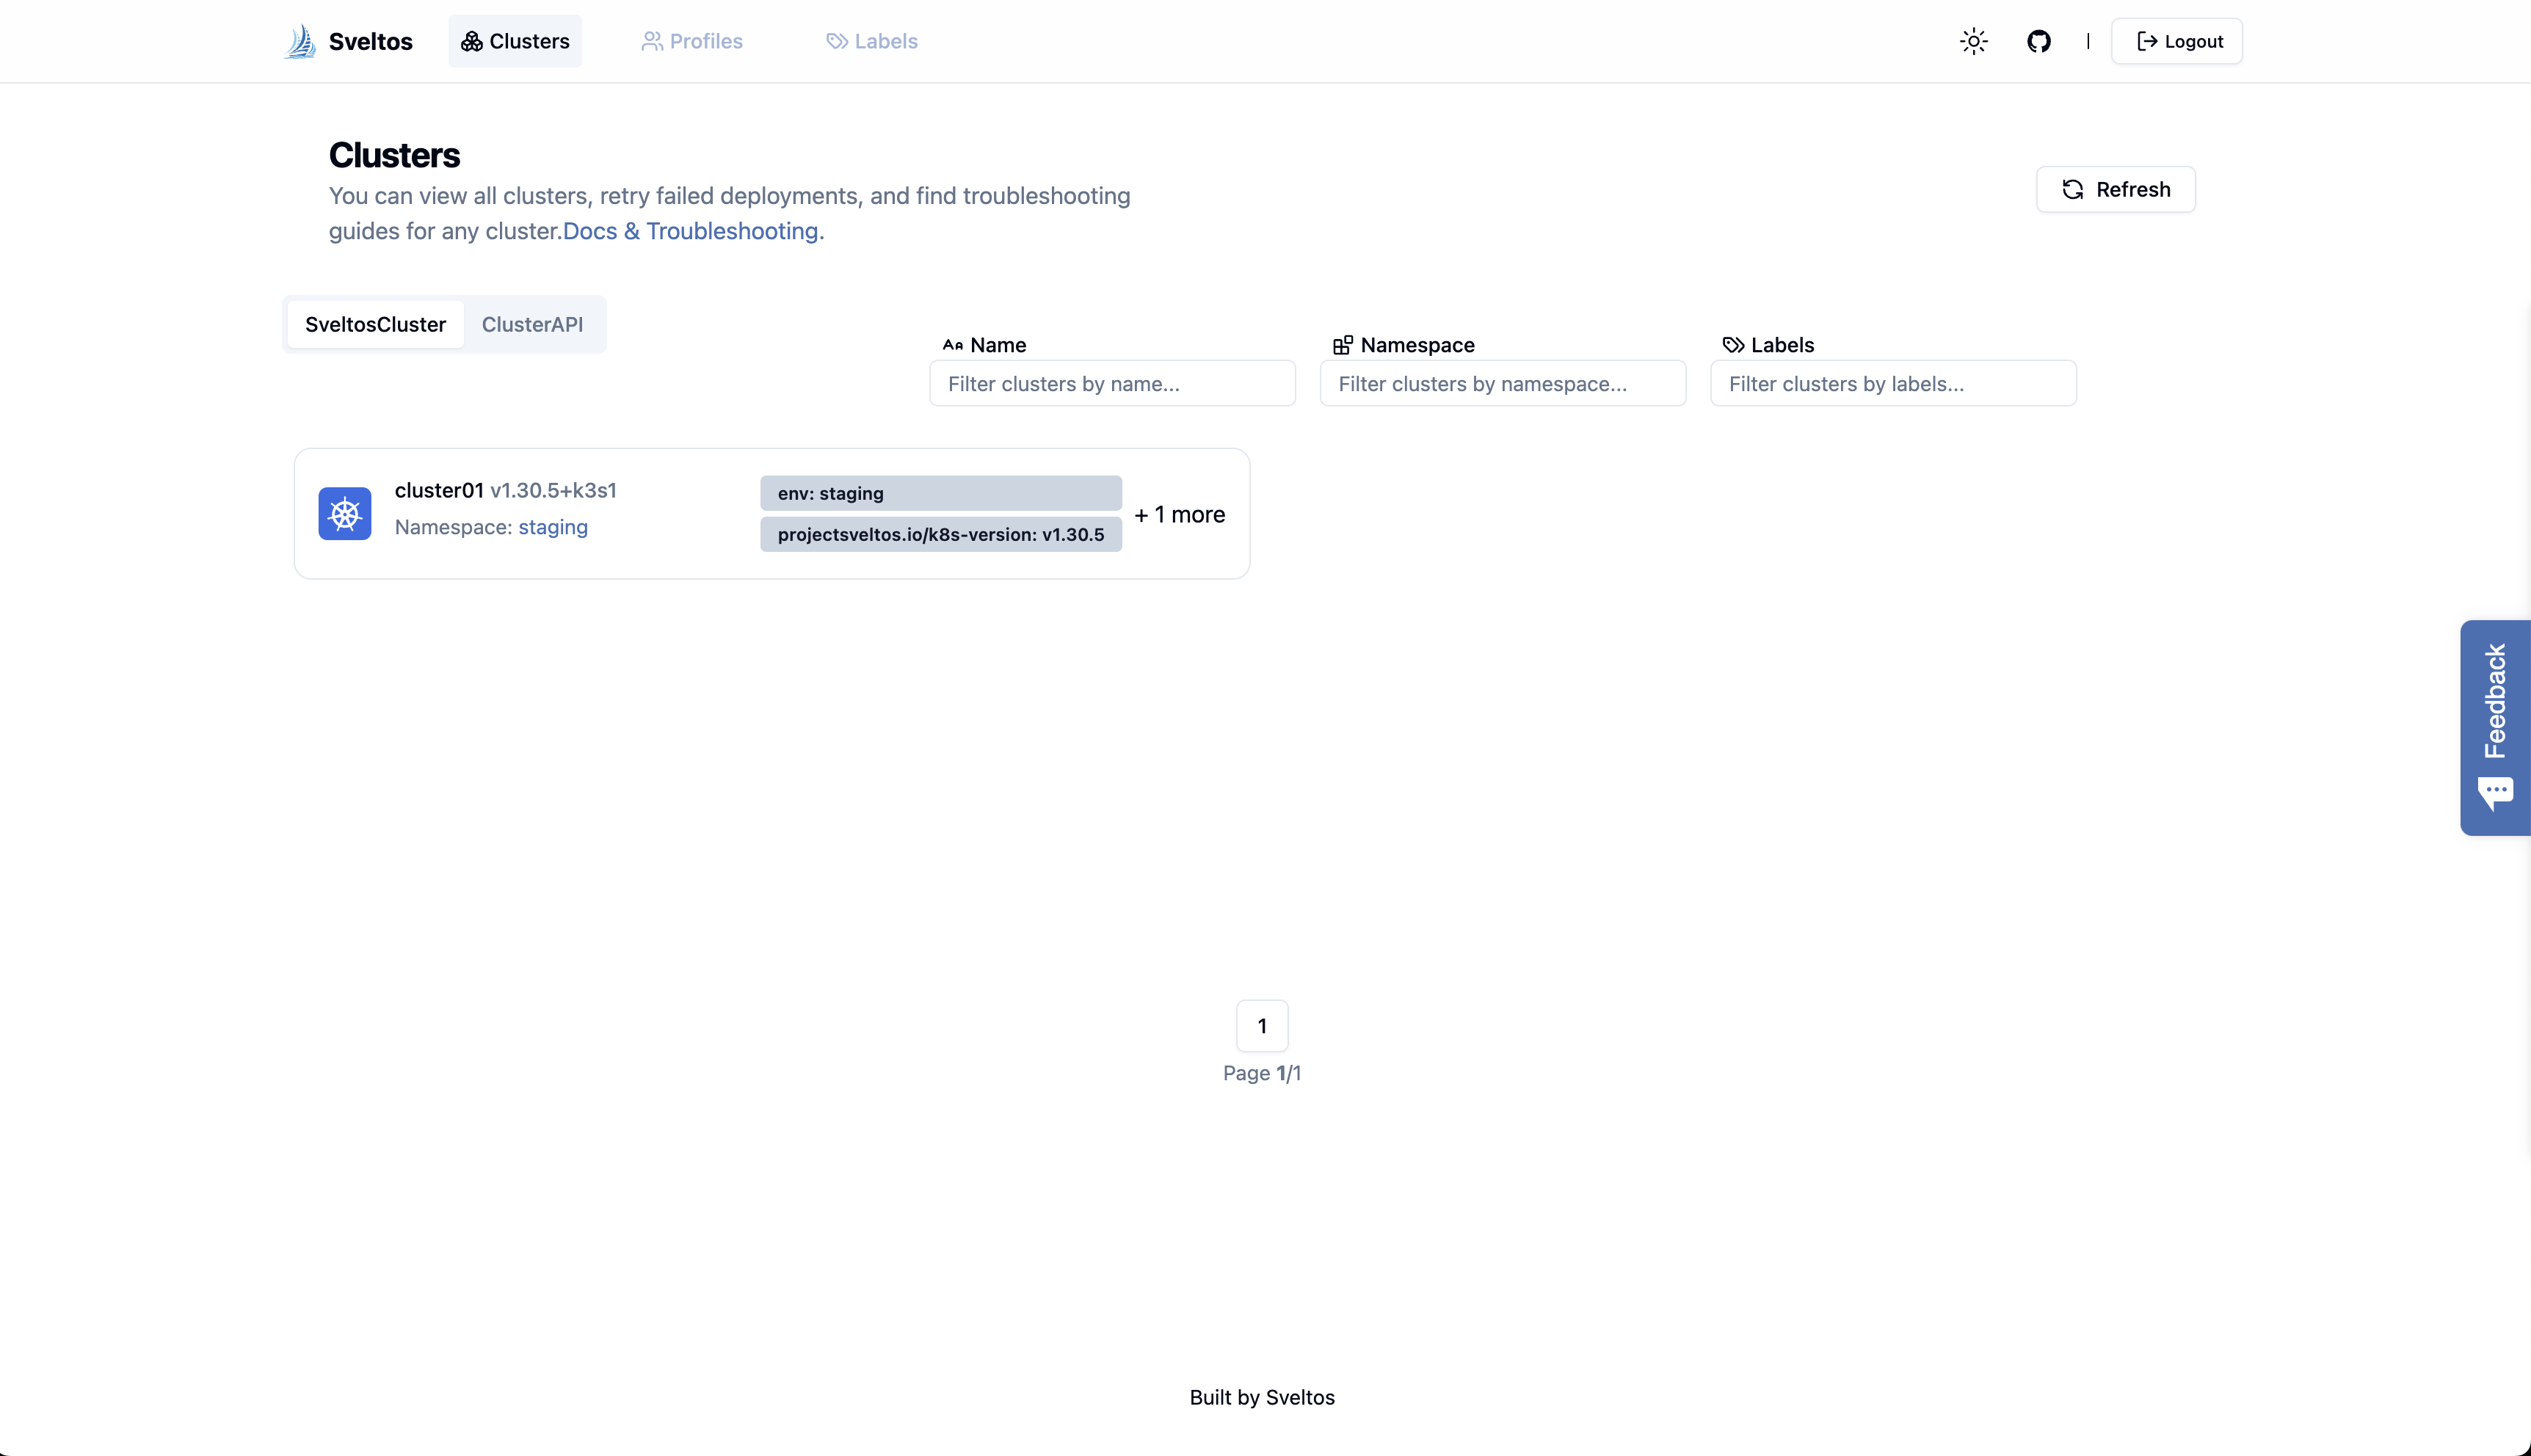 Sveltos
Clusters
Profiles
Labels
Logout
Clusters
You can view all clusters, retry failed deployments, and find troubleshooting
guides for any cluster.Docs & Troubleshooting.
Refresh
SveltosCluster
ClusterAPI
Name
Filter clusters by name...
Namespace
Filter clusters by namespace...
Labels
Filter clusters by labels...
cluster01 v1.30.5+k3s1
Namespace: staging
env: staging
projectsveltos.io/k8s-version: v1.30.5
+ 1 more
Feedback
1
Page 1/1
Built by Sveltos